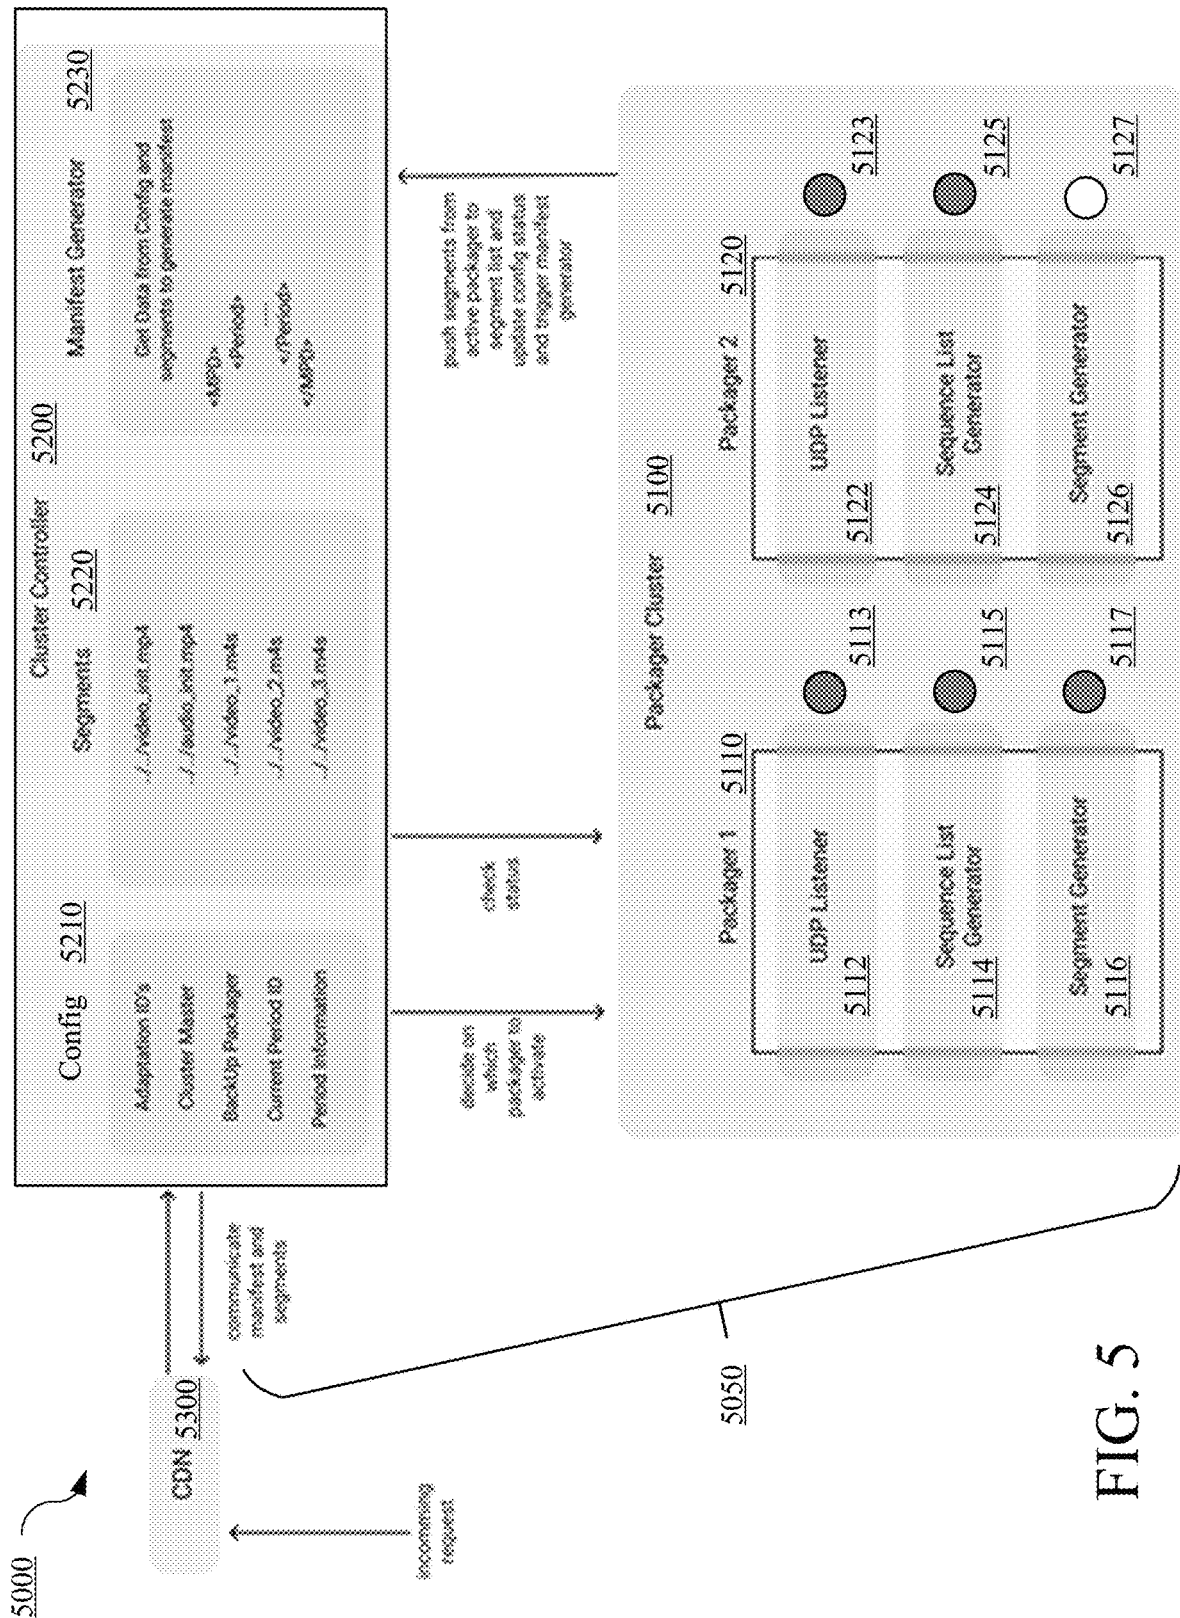 5000
CDN 5300
incomming
request
communicate
manifest and
segments
5050
Cluster Controller 5200
Config 5210
Adaptation ID's
Cluster Master
BackUp Packager
Current Period ID
Period Information
Segments 5220
../../video_init.mp4
../../audio_init.mp4
../../video_1.m4s
../../video_2.m4s
../../video_3.m4s
Manifest Generator 5230
Get Data from Config and
segments to generate manifest
<MPD>
<Period>
......
</Period>
</MPD>
decide on
which
packager to
activate
check
status
push segments from
active packager to
segment list and
update config status
and trigger manifest
generator
Packager Cluster 5100
Packager 1 5110
UDP Listener
5112
5113
Sequence List
Generator
5114
5115
Segment Generator
5116
5117
Packager 2 5120
UDP Listener
5122
5123
Sequence List
Generator
5124
5125
Segment Generator
5126
5127
FIG. 5